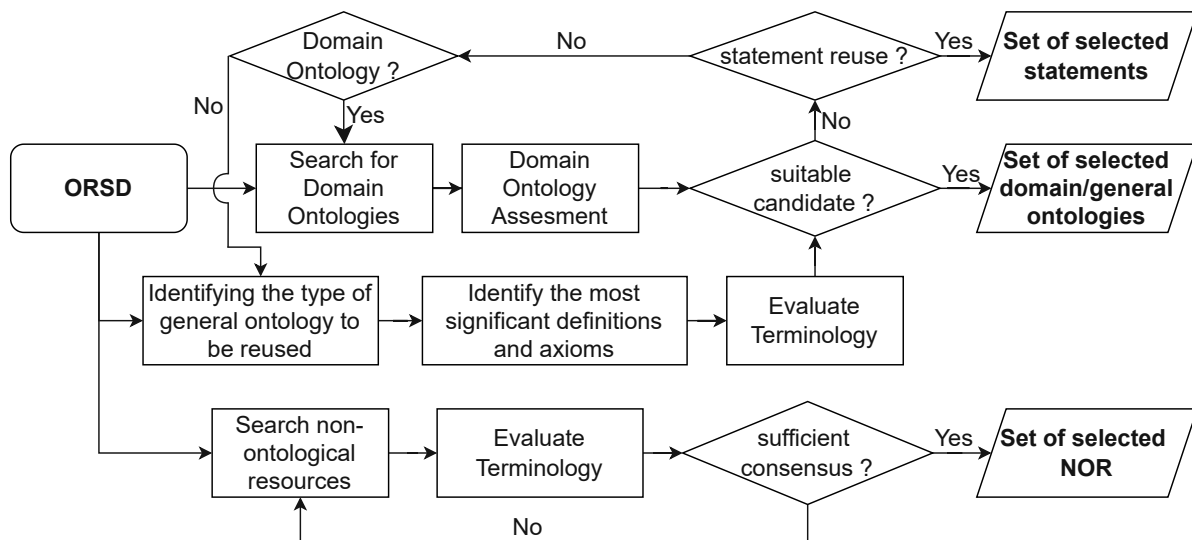 Domain
Ontology ?
No
statement reuse ?
Yes
Set of selected
statements
No
Yes
No
ORSD
Search for
Domain
Ontologies
Domain
Ontology
Assesment
suitable
candidate ?
Yes
Set of selected
domain/general
ontologies
Identifying the type of
general ontology to
be reused
Identify the most
significant definitions
and axioms
Evaluate
Terminology
Search non-
ontological
resources
Evaluate
Terminology
sufficient
consensus ?
Yes
Set of selected
NOR
No